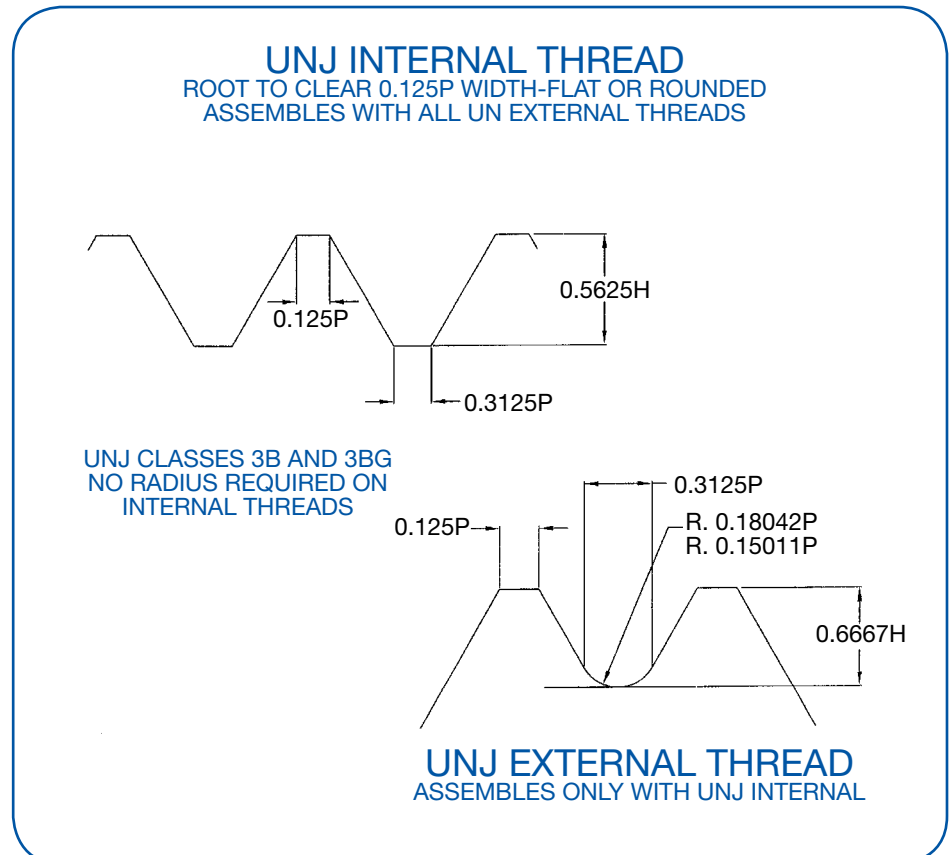 UNJ INTERNAL THREAD
ROOT TO CLEAR 0.125P WIDTH-FLAT OR ROUNDED
ASSEMBLES WITH ALL UN EXTERNAL THREADS
0.5625H
0.125P
0.3125P
UNJ CLASSES 3B AND 3BG
NO RADIUS REQUIRED ON
INTERNAL THREADS
0.3125P
0.125P
R. 0.18042P
R. 0.15011P
0.6667H
UNJ EXTERNAL THREAD
ASSEMBLES ONLY WITH UNJ INTERNAL